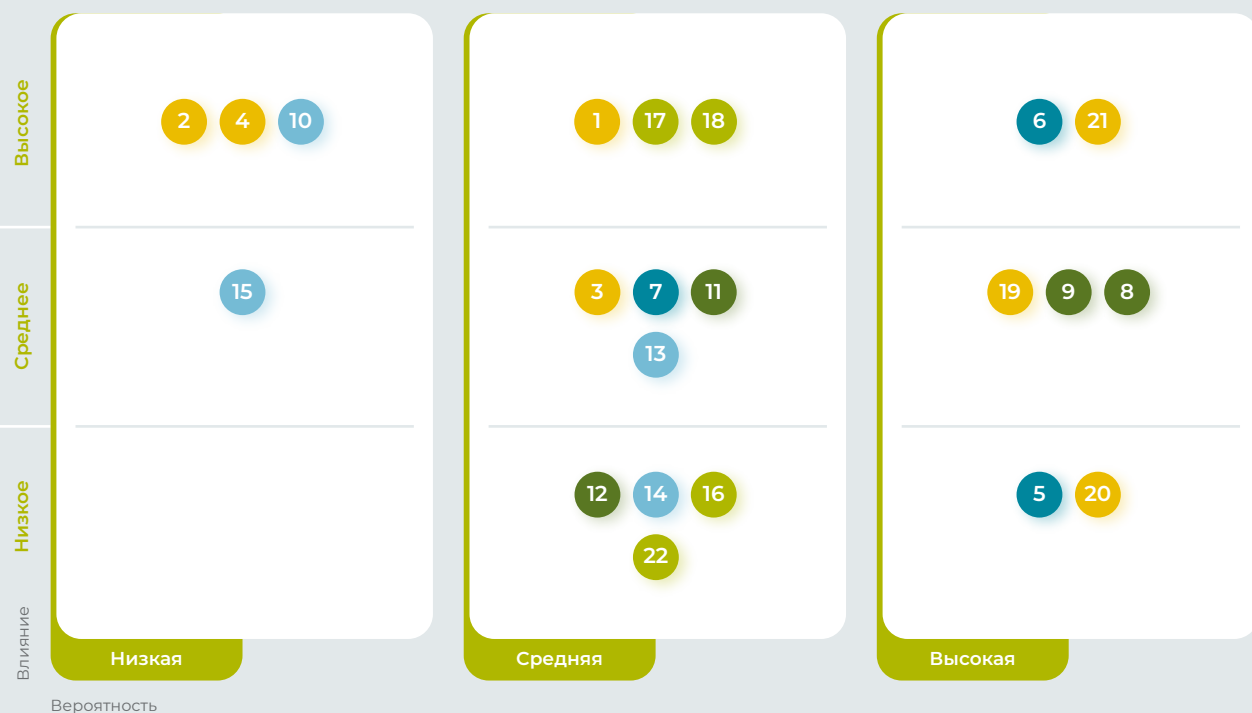 Высокое
2 4 10
1 17 18
6 21
Среднее
15
3 7 11
13
19 9 8
Низкое
12 14 16
22
5 20
Влияние
Низкая
Средняя
Высокая
Вероятность